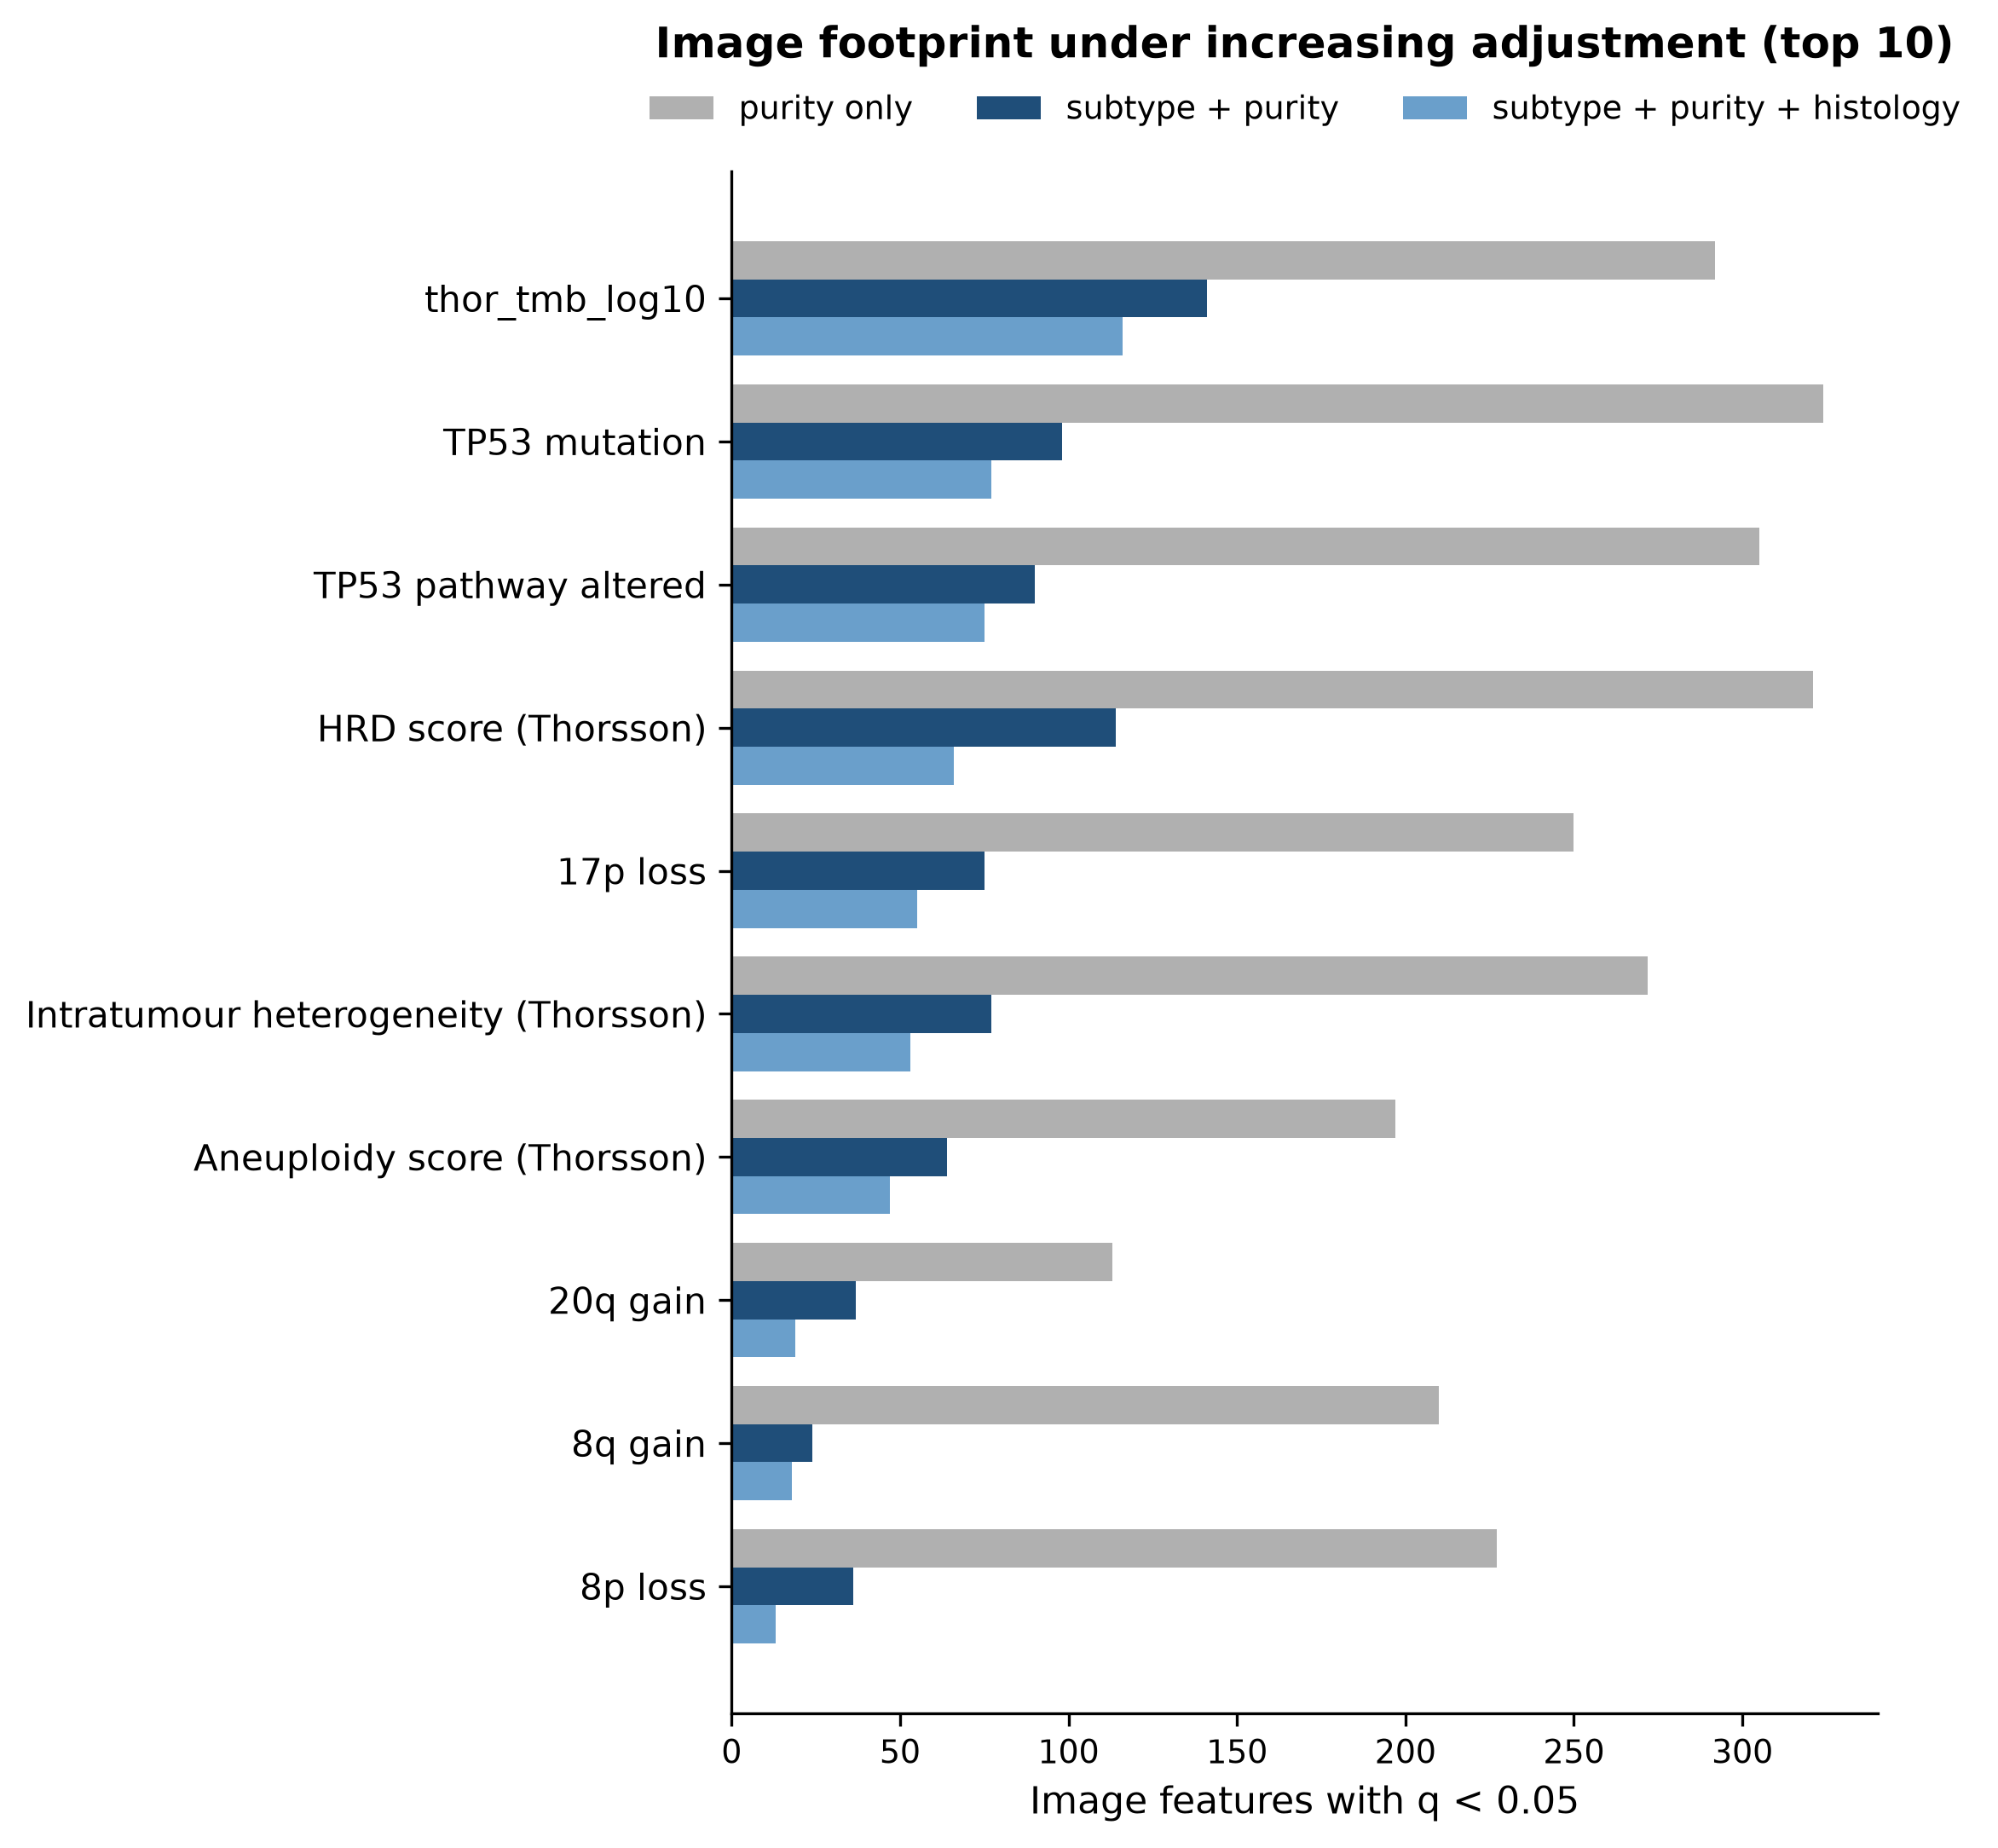 Image footprint under increasing adjustment (top 10)
purity only subtype + purity subtype + purity + histology
thor_tmb_log10
TP53 mutation
TP53 pathway altered
HRD score (Thorsson)
17p loss
Intratumour heterogeneity (Thorsson)
Aneuploidy score (Thorsson)
20q gain
8q gain
8p loss
0 50 100 150 200 250 300
Image features with q < 0.05